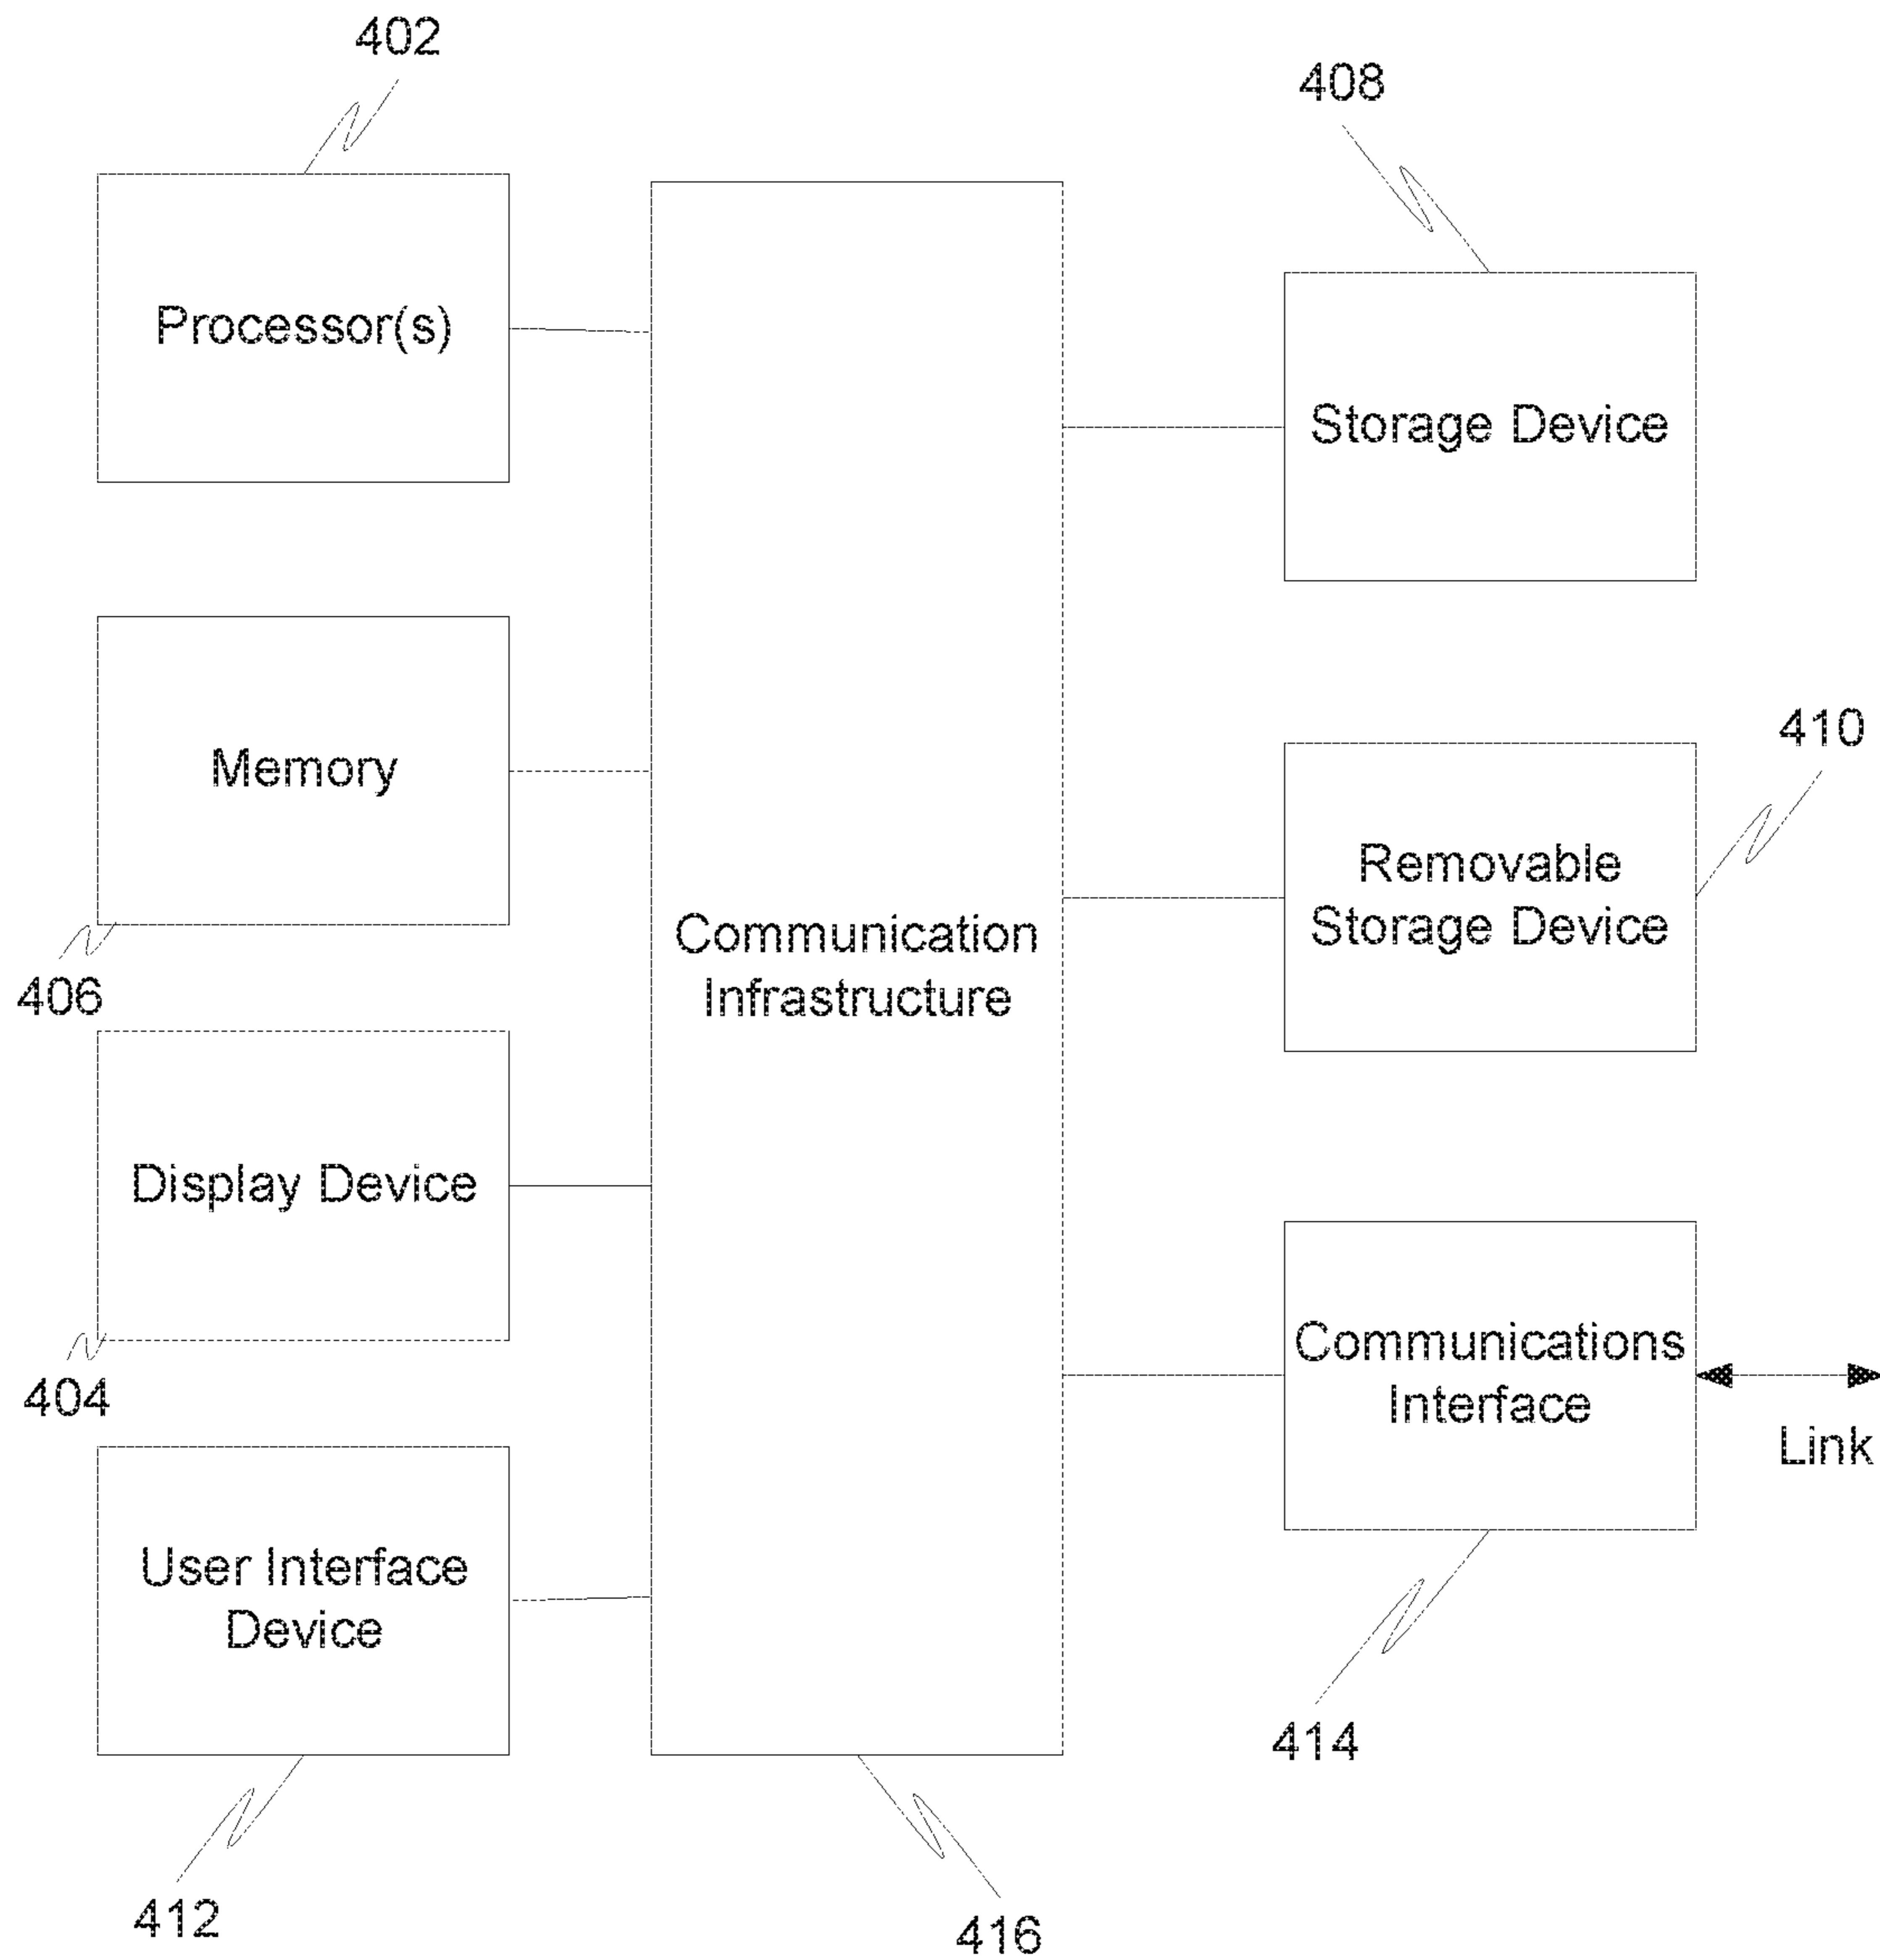 402
408
Processor(s)
Storage Device
410
Memory
Removable
Storage Device
406
Communication
Infrastructure
Display Device
404
Communications
Interface
Link
User Interface
Device
414
412
416